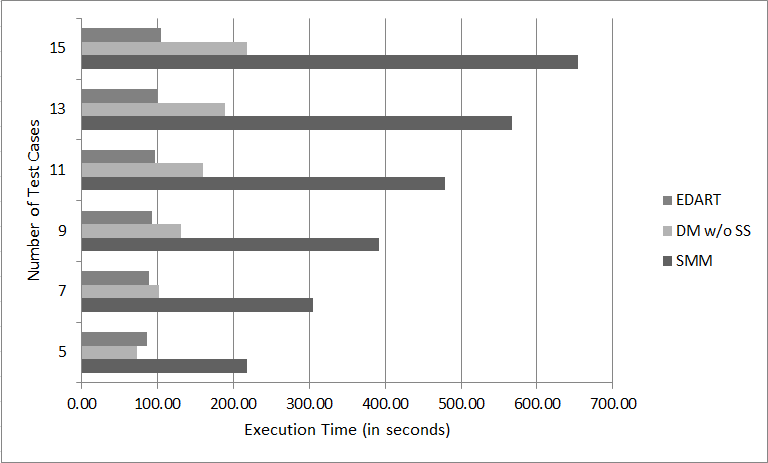 Number of Test Cases
15
13
11
9
7
5
0.00 100.00 200.00 300.00 400.00 500.00 600.00 700.00
Execution Time (in seconds)
EDART
DM w/o SS
SMM